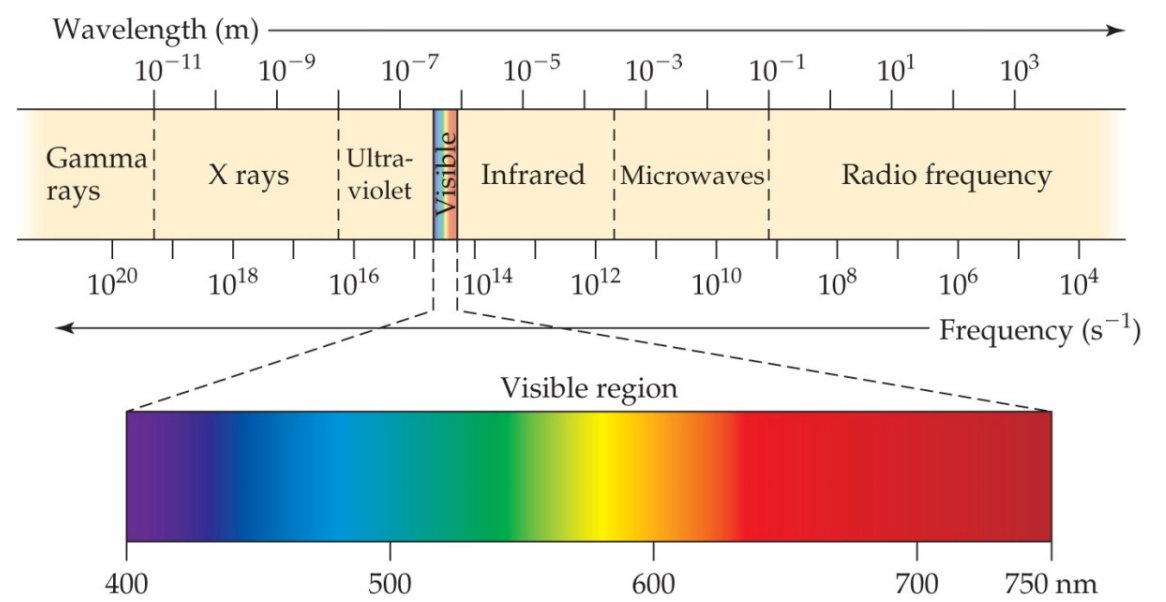 Wavelength (m)
10⁻¹¹ 10⁻⁹ 10⁻⁷ 10⁻⁵ 10⁻³ 10⁻¹ 10¹ 10³
Gamma rays X rays Ultra-violet Visible Infrared Microwaves Radio frequency
10²⁰ 10¹⁸ 10¹⁶ 10¹⁴ 10¹² 10¹⁰ 10⁸ 10⁶ 10⁴
Frequency (s⁻¹)
Visible region
400 500 600 700 750 nm